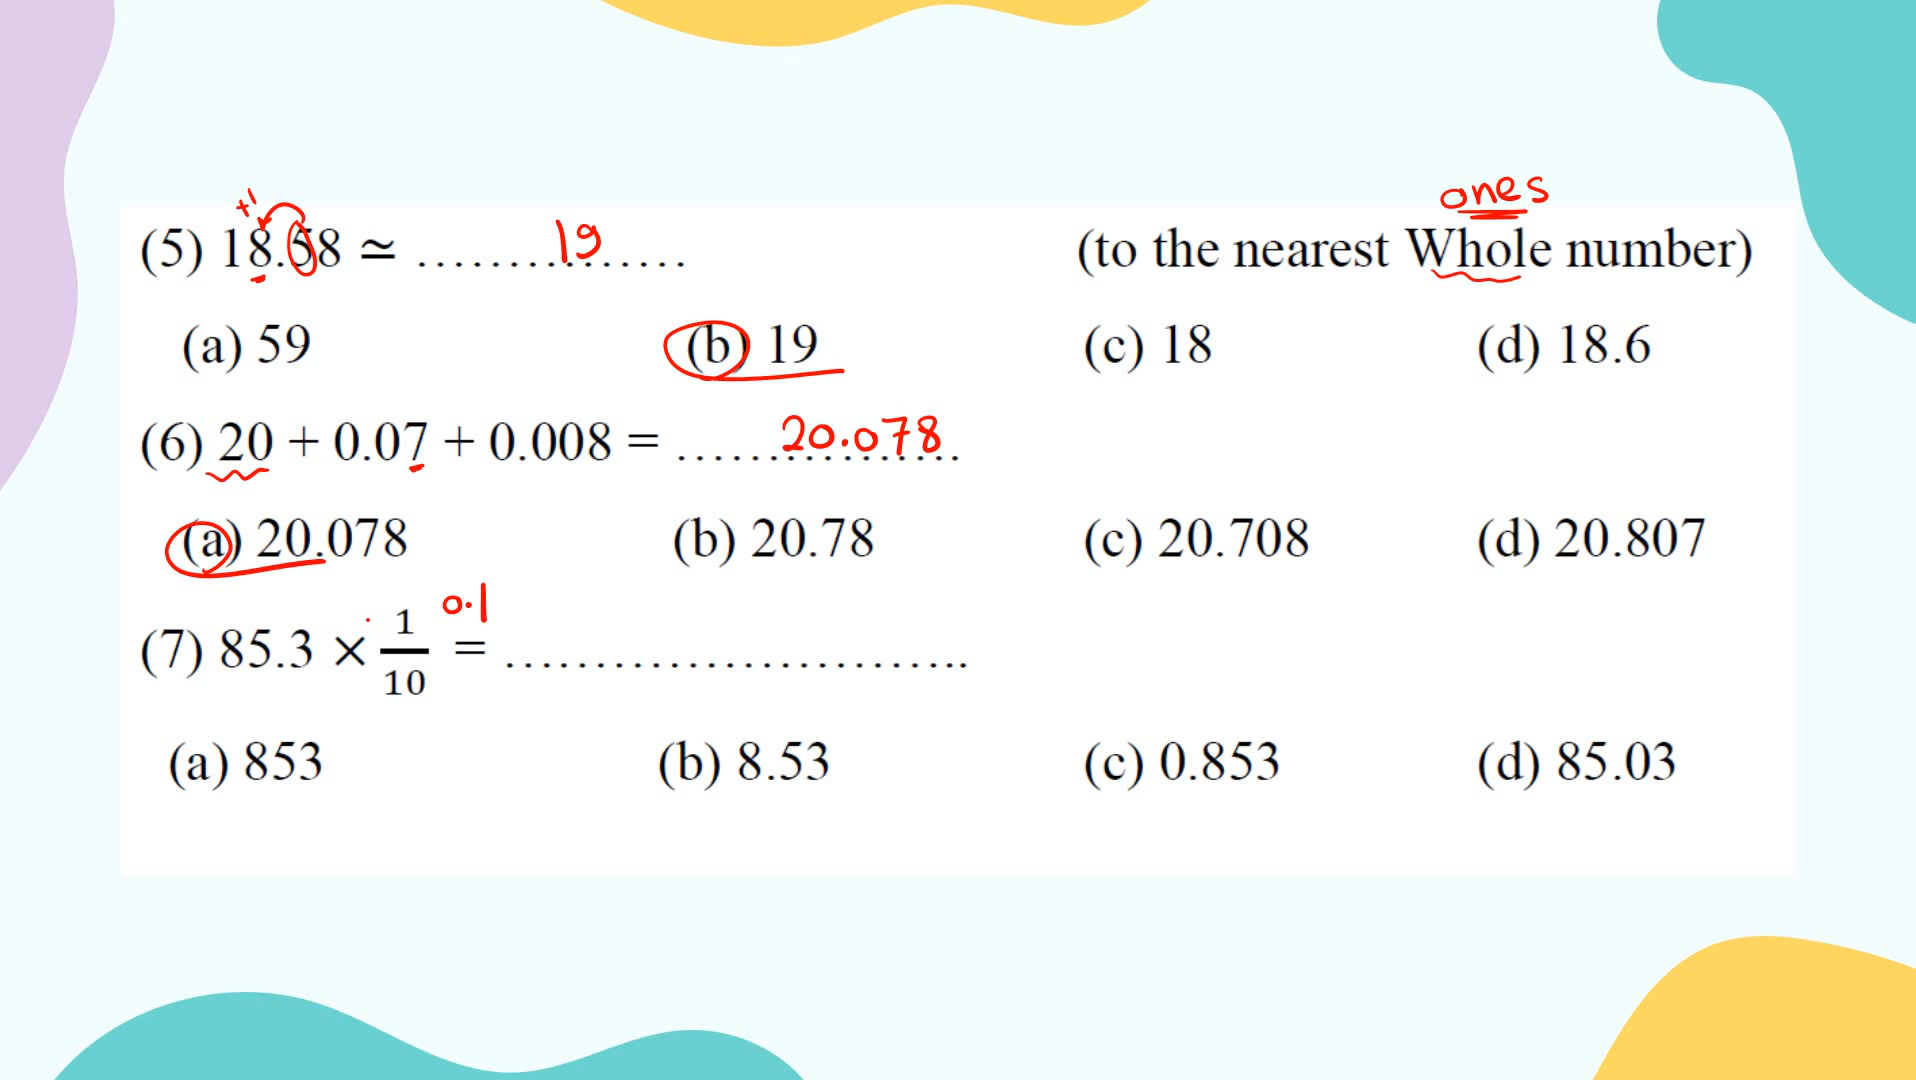 ones
+1
(5) 18.58 ≃ ............... 19 (to the nearest Whole number)
(a) 59 (b) 19 (c) 18 (d) 18.6
(6) 20 + 0.07 + 0.008 = ................ 20.078
(a) 20.078 (b) 20.78 (c) 20.708 (d) 20.807
0.1
(7) 85.3 × 1/10 = ..........................
(a) 853 (b) 8.53 (c) 0.853 (d) 85.03